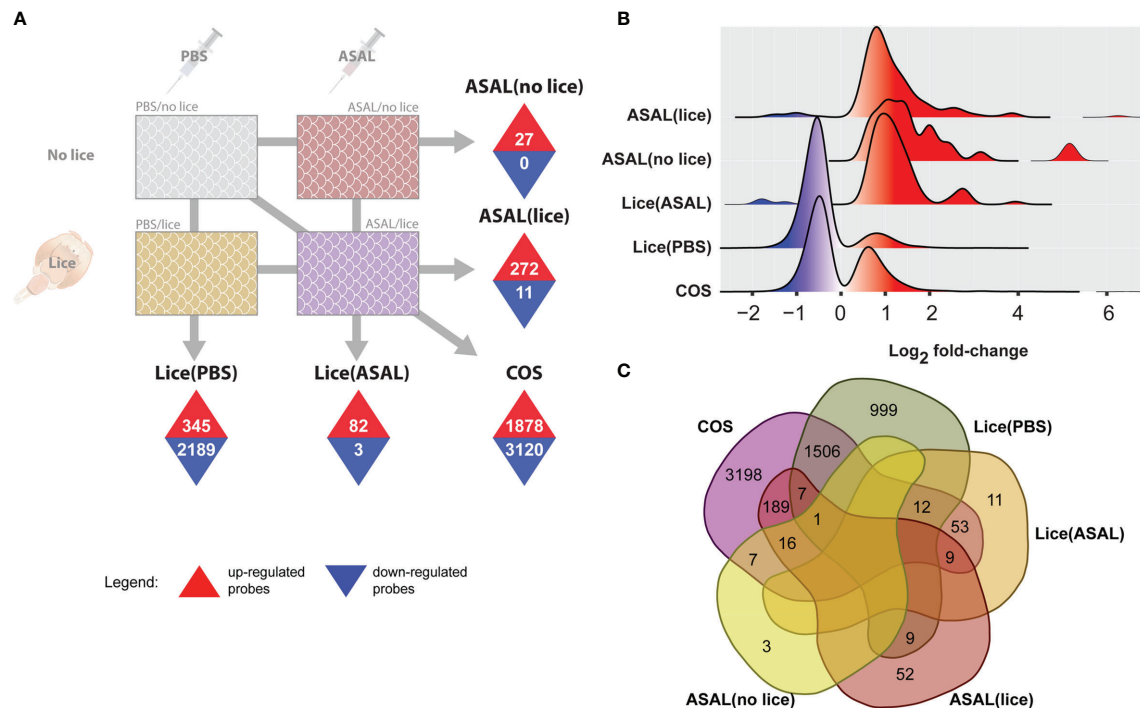 A
PBS
ASAL
ASAL(no lice)
PBS/no lice
ASAL/no lice
No lice
27
0
ASAL(lice)
PBS/lice
ASAL/lice
Lice
272
11
Lice(PBS)
Lice(ASAL)
COS
345
2189
82
3
1878
3120
Legend:
up-regulated
probes
down-regulated
probes
B
ASAL(lice)
ASAL(no lice)
Lice(ASAL)
Lice(PBS)
COS
−2 −1 0 1 2 4 6
Log2 fold-change
C
COS
999
Lice(PBS)
1506
3198
7
189
1
12
11
53
Lice(ASAL)
16
7
9
3
9
52
ASAL(no lice)
ASAL(lice)